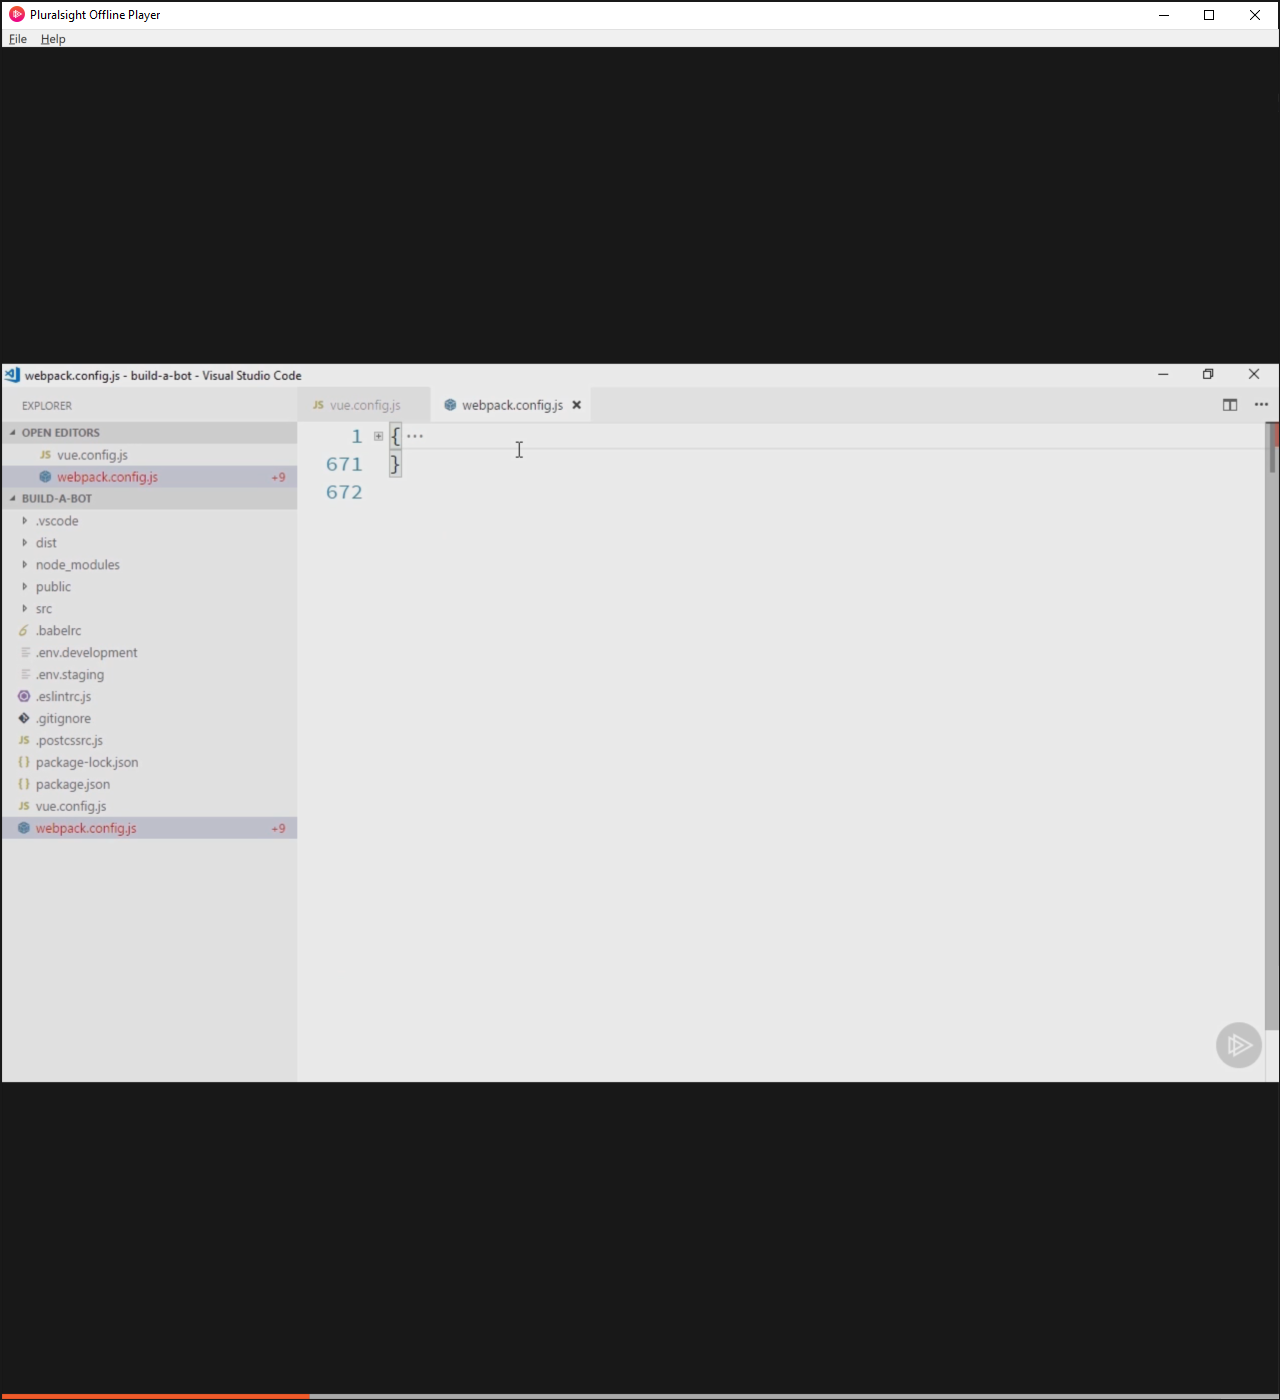 Pluralsight Offline Player
File Help
webpack.config.js - build-a-bot - Visual Studio Code
EXPLORER
JS vue.config.js
webpack.config.js
OPEN EDITORS
JS vue.config.js
webpack.config.js +9
BUILD-A-BOT
.vscode
dist
node_modules
public
src
.babelrc
.env.development
.env.staging
.eslintrc.js
.gitignore
JS .postcssrc.js
{} package-lock.json
{} package.json
JS vue.config.js
webpack.config.js +9
1 { ···
671 }
672